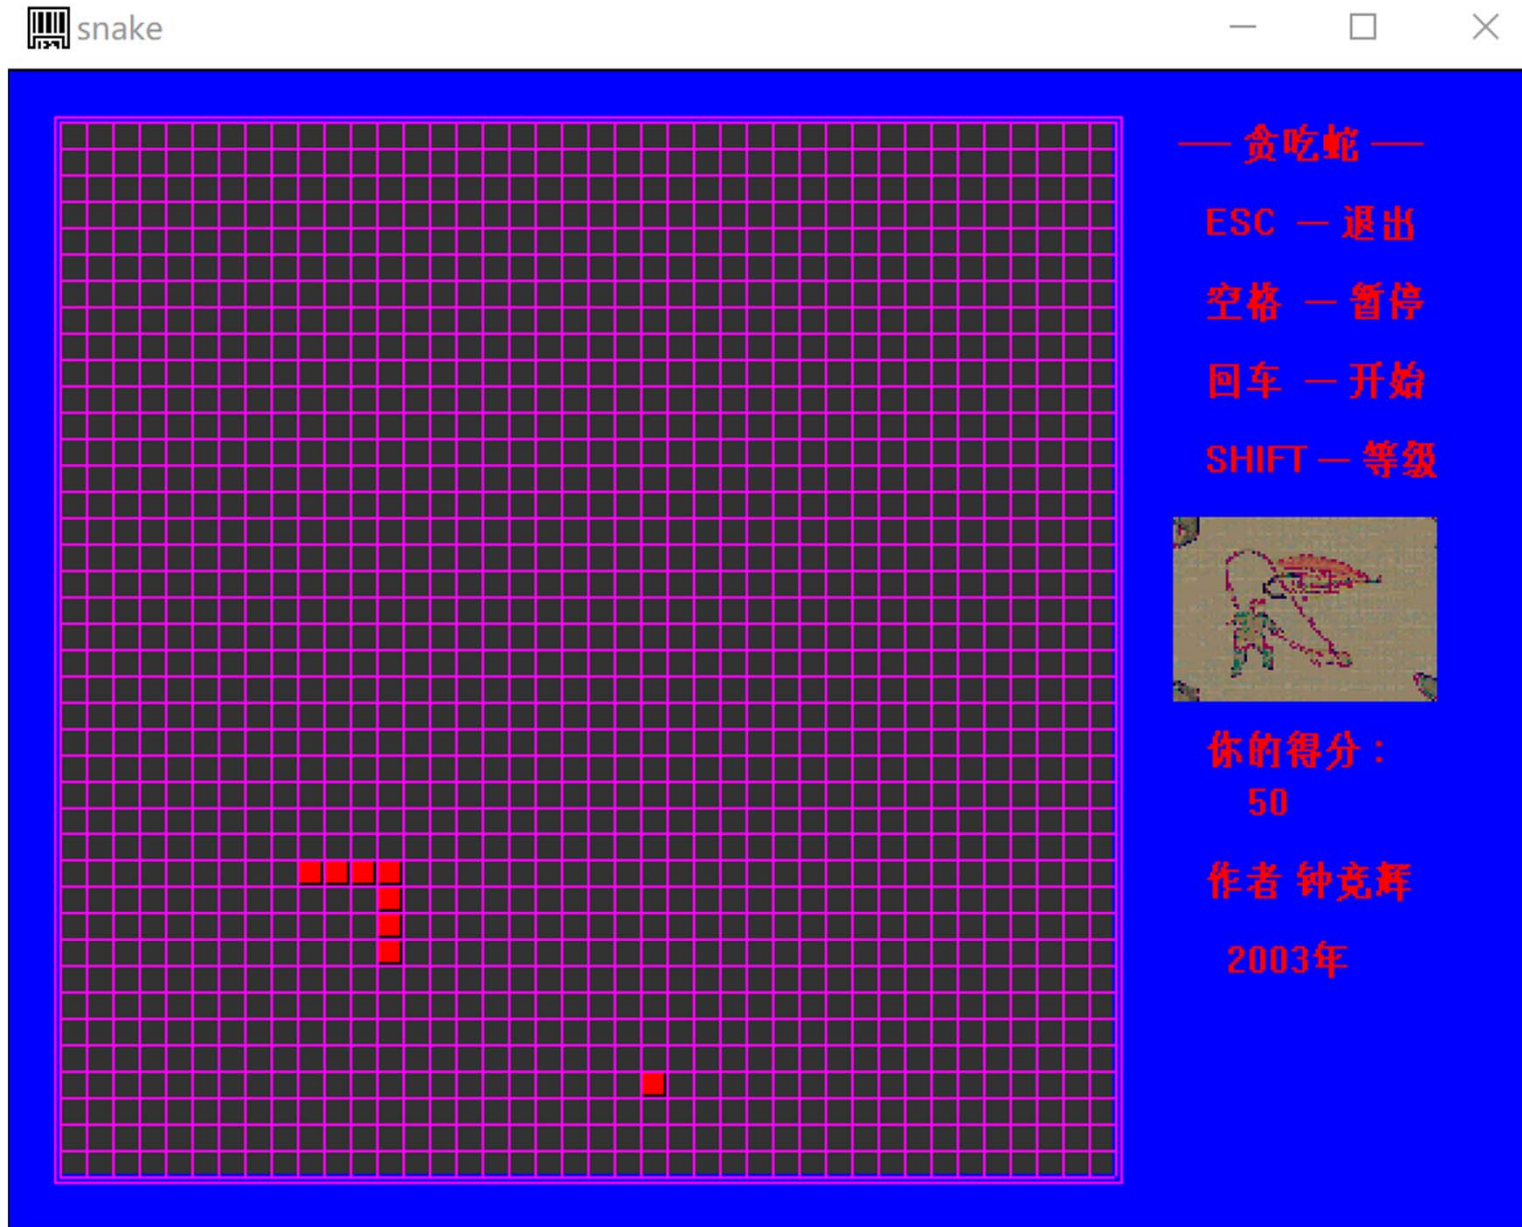 snake
— 贪吃蛇 —
ESC — 退出
空格 — 暂停
回车 — 开始
SHIFT — 等级
你的得分：
50
作者 钟竞辉
2003年